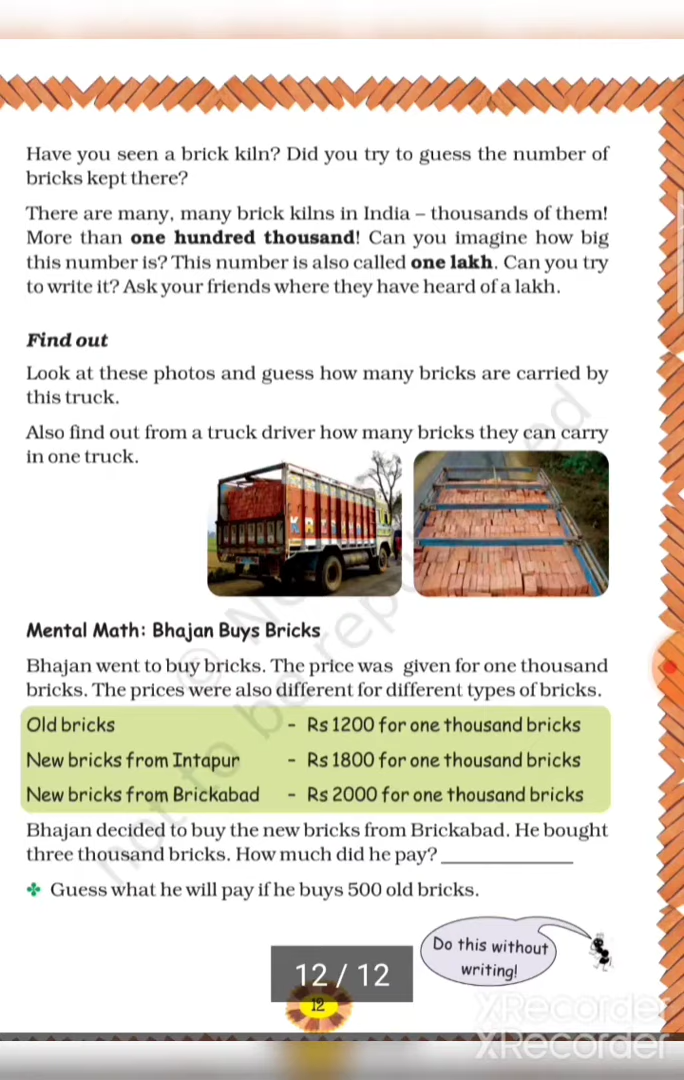 Have you seen a brick kiln? Did you try to guess the number of
bricks kept there?
There are many, many brick kilns in India – thousands of them!
More than one hundred thousand! Can you imagine how big
this number is? This number is also called one lakh. Can you try
to write it? Ask your friends where they have heard of a lakh.
Find out
Look at these photos and guess how many bricks are carried by
this truck.
Also find out from a truck driver how many bricks they can carry
in one truck.
Mental Math: Bhajan Buys Bricks
Bhajan went to buy bricks. The price was given for one thousand
bricks. The prices were also different for different types of bricks.
Old bricks - Rs 1200 for one thousand bricks
New bricks from Intapur - Rs 1800 for one thousand bricks
New bricks from Brickabad - Rs 2000 for one thousand bricks
Bhajan decided to buy the new bricks from Brickabad. He bought
three thousand bricks. How much did he pay? ____________
❖ Guess what he will pay if he buys 500 old bricks.
Do this without
writing!
12 / 12
12
XRecorder
XRecorder
not to be republished